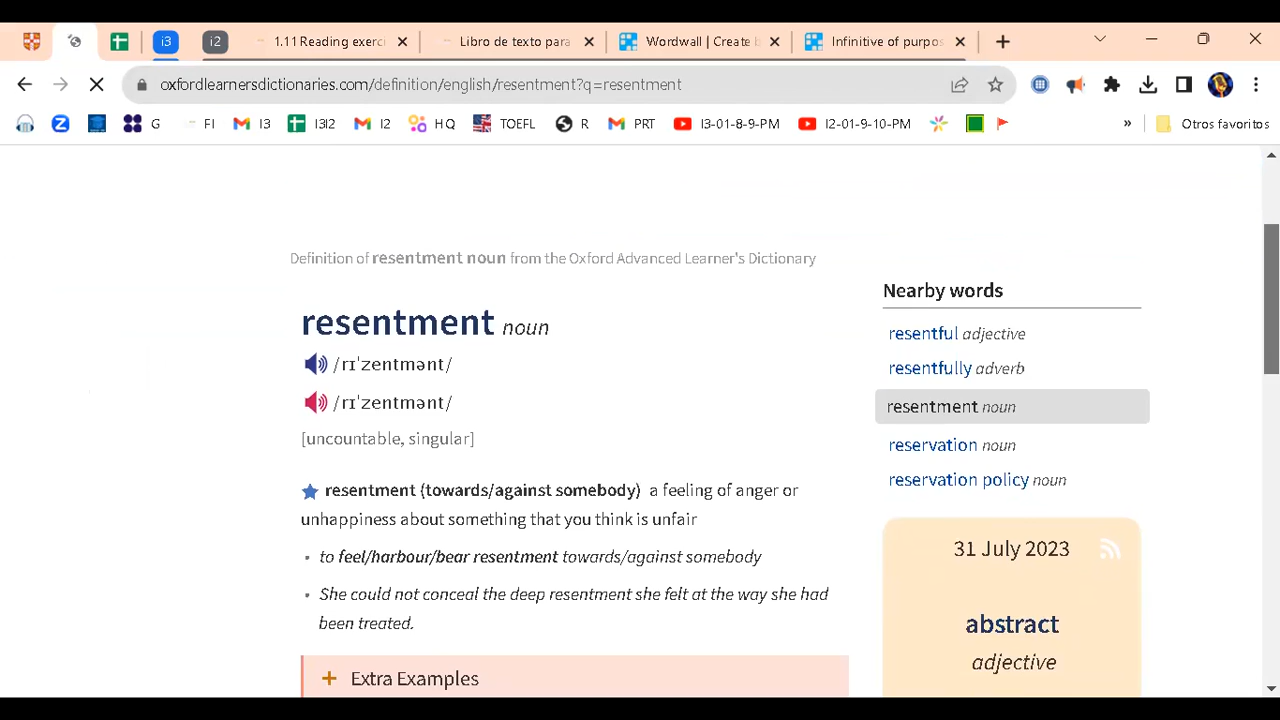 i3
i2
1.11 Reading exerc
Libro de texto para
Wordwall | Create b
Infinitive of purpos
oxfordlearnersdictionaries.com/definition/english/resentment?q=resentment
G
FI
I3
I3I2
I2
HQ
TOEFL
R
PRT
I3-01-8-9-PM
I2-01-9-10-PM
»
Otros favoritos
Definition of resentment noun from the Oxford Advanced Learner's Dictionary
resentment noun
/rɪˈzentmənt/
/rɪˈzentmənt/
[uncountable, singular]
resentment (towards/against somebody) a feeling of anger or
unhappiness about something that you think is unfair
• to feel/harbour/bear resentment towards/against somebody
• She could not conceal the deep resentment she felt at the way she had
been treated.
+ Extra Examples
Nearby words
resentful adjective
resentfully adverb
resentment noun
reservation noun
reservation policy noun
31 July 2023
abstract
adjective